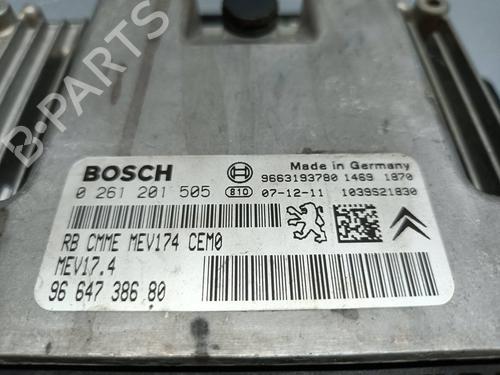 BOSCH
Made in Germany
9663193780 1469 1870
0 261 201 505
810
07-12-11
1039S21830
RB CMME MEV174 CEM0
MEV17.4
96 647 386 80
B-PARTS